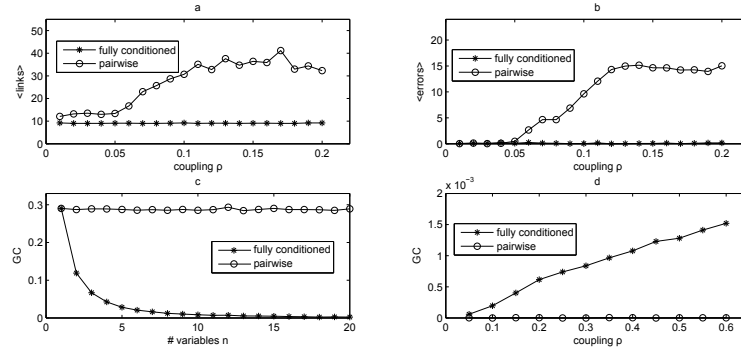 a
50
40
30
20
10
0
<links>
fully conditioned
pairwise
0 0.05 0.1 0.15 0.2
coupling ρ
b
20
15
10
5
0
<errors>
fully conditioned
pairwise
0 0.05 0.1 0.15 0.2
coupling ρ
c
0.3
0.2
0.1
0
GC
fully conditioned
pairwise
5 10 15 20
# variables n
d
x 10⁻³
2
1.5
1
0.5
0
GC
fully conditioned
pairwise
0 0.1 0.2 0.3 0.4 0.5 0.6
coupling ρ